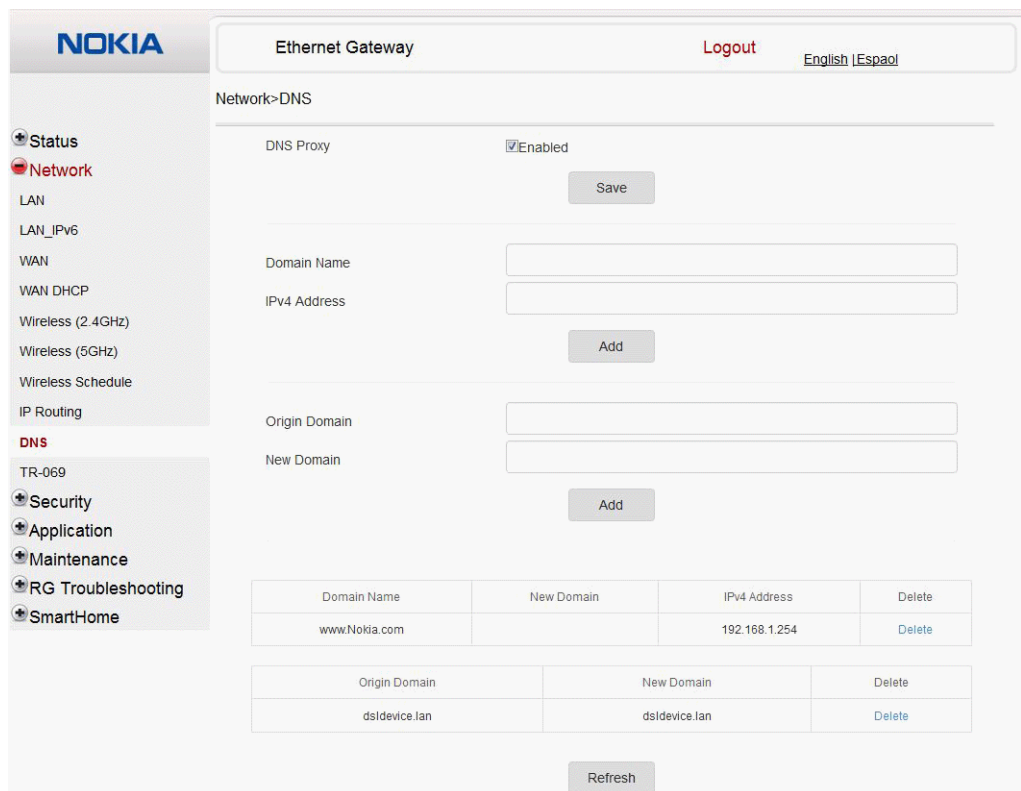 NOKIA
Ethernet Gateway
Logout
English | Espaol
Network>DNS
Status
Network
LAN
LAN_IPv6
WAN
WAN DHCP
Wireless (2.4GHz)
Wireless (5GHz)
Wireless Schedule
IP Routing
DNS
TR-069
Security
Application
Maintenance
RG Troubleshooting
SmartHome
DNS Proxy Enabled
Save
Domain Name
IPv4 Address
Add
Origin Domain
New Domain
Add
Domain Name New Domain IPv4 Address Delete
www.Nokia.com 192.168.1.254 Delete
Origin Domain New Domain Delete
dsldevice.lan dsldevice.lan Delete
Refresh